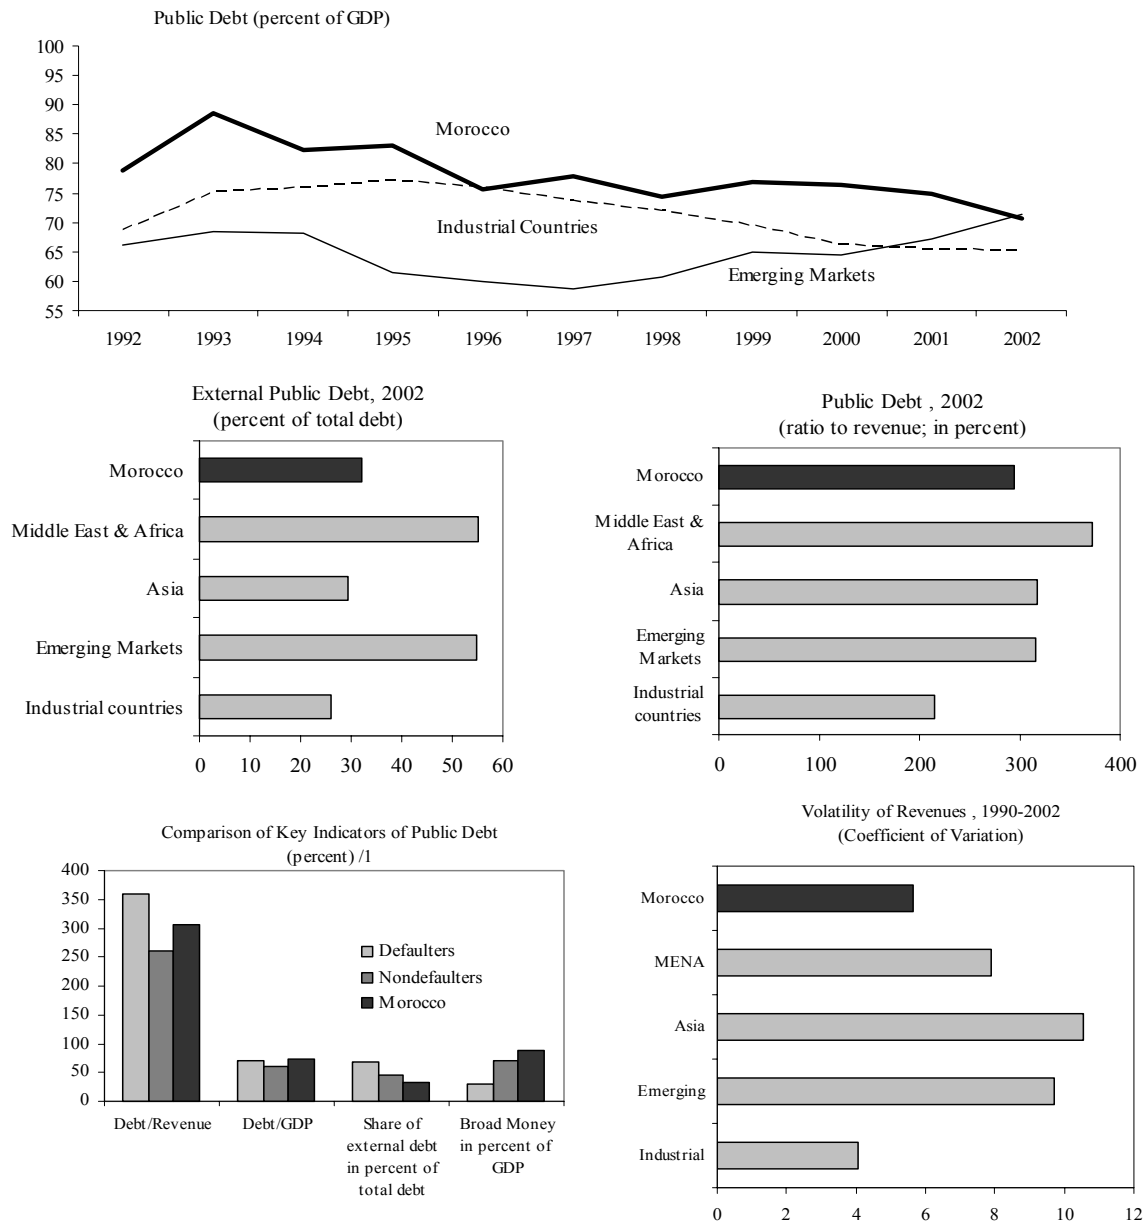 Public Debt (percent of GDP)
100
95
90
85
80
75
70
65
60
55
Morocco
Industrial Countries
Emerging Markets
1992 1993 1994 1995 1996 1997 1998 1999 2000 2001 2002
External Public Debt, 2002
(percent of total debt)
Morocco
Middle East & Africa
Asia
Emerging Markets
Industrial countries
0 10 20 30 40 50 60
Public Debt , 2002
(ratio to revenue; in percent)
Morocco
Middle East &
Africa
Asia
Emerging
Markets
Industrial
countries
0 100 200 300 400
Comparison of Key Indicators of Public Debt
(percent) /1
400
350
300
250
200
150
100
50
0
Defaulters
Nondefaulters
Morocco
Debt/Revenue
Debt/GDP
Share of
external debt
in percent of
total debt
Broad Money
in percent of
GDP
Volatility of Revenues , 1990-2002
(Coefficient of Variation)
Morocco
MENA
Asia
Emerging
Industrial
0 2 4 6 8 10 12